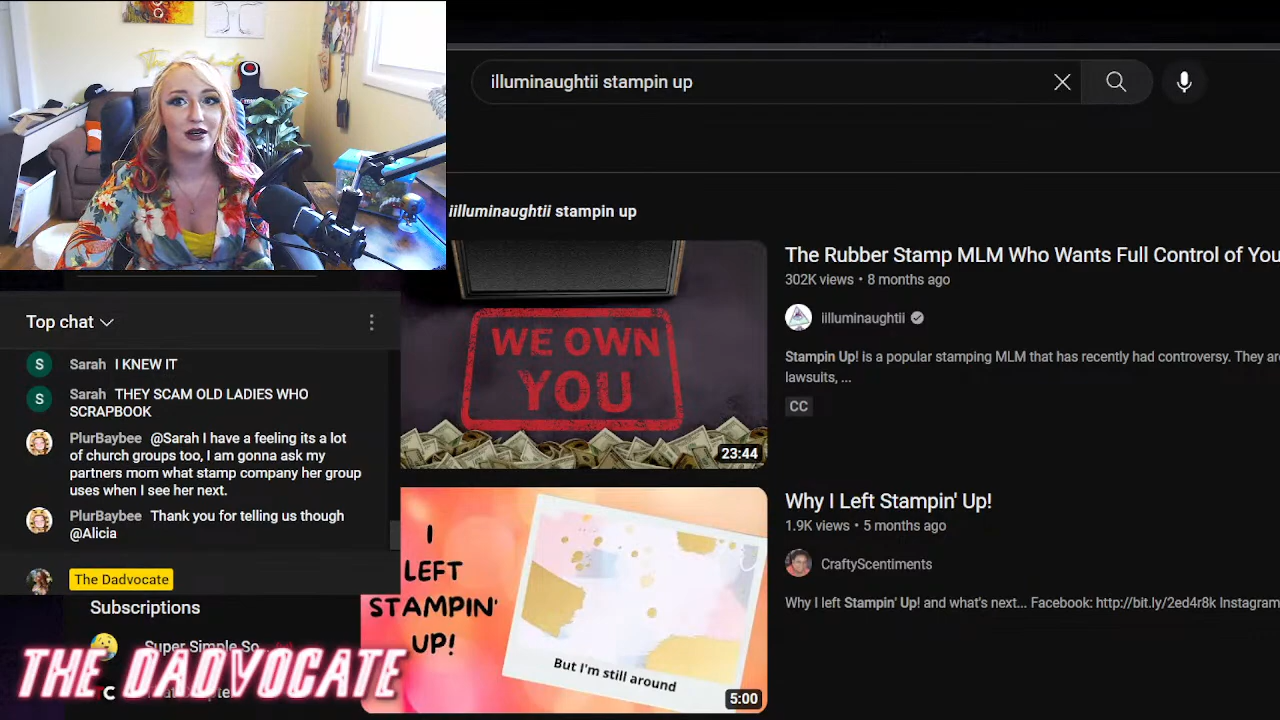 illuminaughtii stampin up
iilluminaughtii stampin up
WE OWN
YOU
23:44
The Rubber Stamp MLM Who Wants Full Control of You
302K views • 8 months ago
iilluminaughtii
Stampin Up! is a popular stamping MLM that has recently had controversy. They are
lawsuits, ...
CC
Top chat
S Sarah I KNEW IT
S Sarah THEY SCAM OLD LADIES WHO
SCRAPBOOK
PlurBaybee @Sarah I have a feeling its a lot
of church groups too, I am gonna ask my
partners mom what stamp company her group
uses when I see her next.
PlurBaybee Thank you for telling us though
@Alicia
The Dadvocate
Subscriptions
Super Simple So...
C
THE DADVOCATE
I
LEFT
STAMPIN'
UP!
But I'm still around
5:00
Why I Left Stampin' Up!
1.9K views • 5 months ago
CraftyScentiments
Why I left Stampin' Up! and what's next... Facebook: http://bit.ly/2ed4r8k Instagram